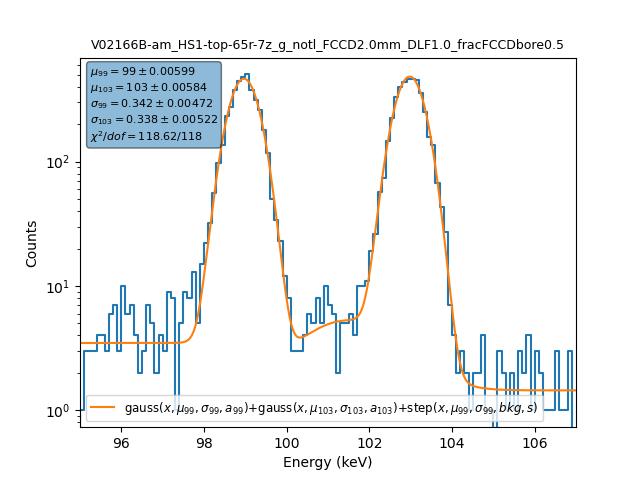 V02166B-am_HS1-top-65r-7z_g_notl_FCCD2.0mm_DLF1.0_fracFCCDbore0.5
μ₉₉ = 99 ± 0.00599
μ₁₀₃ = 103 ± 0.00584
σ₉₉ = 0.342 ± 0.00472
σ₁₀₃ = 0.338 ± 0.00522
χ²/dof = 118.62/118
Counts
10²
10¹
10⁰
gauss(x, μ₉₉, σ₉₉, a₉₉)+gauss(x, μ₁₀₃, σ₁₀₃, a₁₀₃)+step(x, μ₉₉, σ₉₉, bkg, s)
96 98 100 102 104 106
Energy (keV)